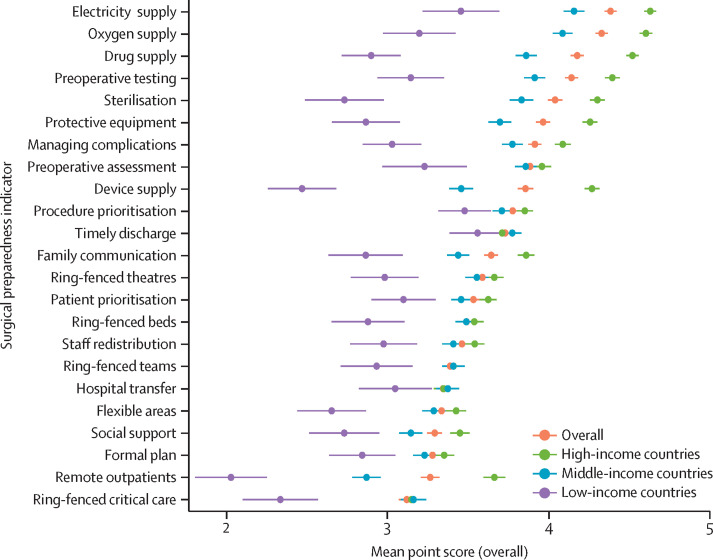 Surgical preparedness indicator
Electricity supply
Oxygen supply
Drug supply
Preoperative testing
Sterilisation
Protective equipment
Managing complications
Preoperative assessment
Device supply
Procedure prioritisation
Timely discharge
Family communication
Ring-fenced theatres
Patient prioritisation
Ring-fenced beds
Staff redistribution
Ring-fenced teams
Hospital transfer
Flexible areas
Social support
Formal plan
Remote outpatients
Ring-fenced critical care
Overall
High-income countries
Middle-income countries
Low-income countries
2 3 4 5
Mean point score (overall)